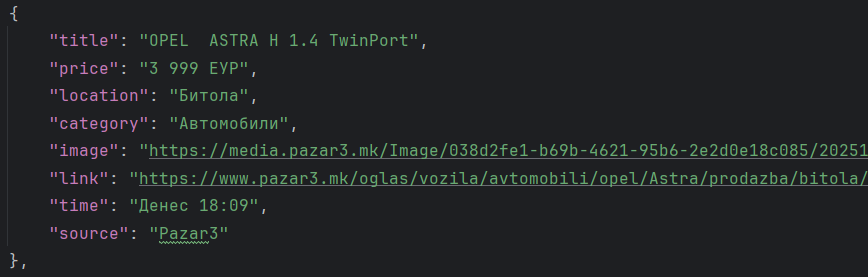 {
"title": "OPEL  ASTRA H 1.4 TwinPort",
"price": "3 999 ЕУР",
"location": "Битола",
"category": "Автомобили",
"image": "https://media.pazar3.mk/Image/038d2fe1-b69b-4621-95b6-2e2d0e18c085/20251
"link": "https://www.pazar3.mk/oglas/vozila/avtomobili/opel/Astra/prodazba/bitola/
"time": "Денес 18:09",
"source": "Pazar3"
},